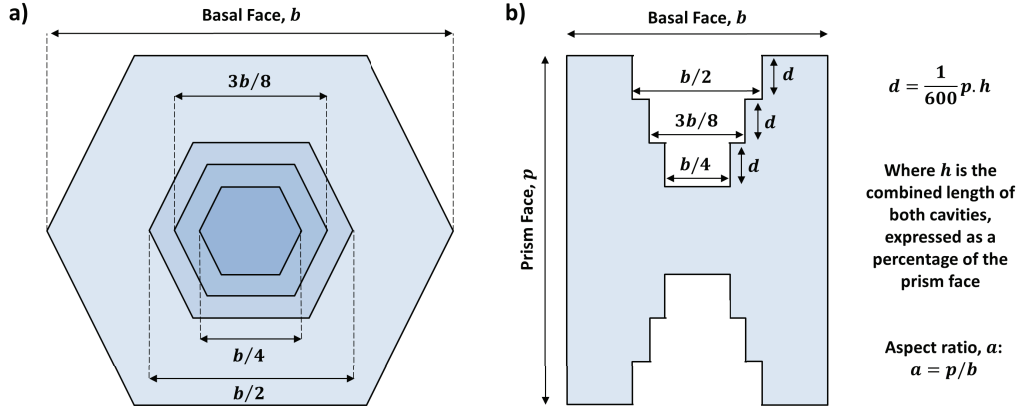 a)
Basal Face, b
3b/8
b/4
b/2
b)
Basal Face, b
Prism Face, p
b/2
d
3b/8
d
b/4
d
d = 1/600 p. h
Where h is the
combined length of
both cavities,
expressed as a
percentage of the
prism face
Aspect ratio, a:
a = p/b